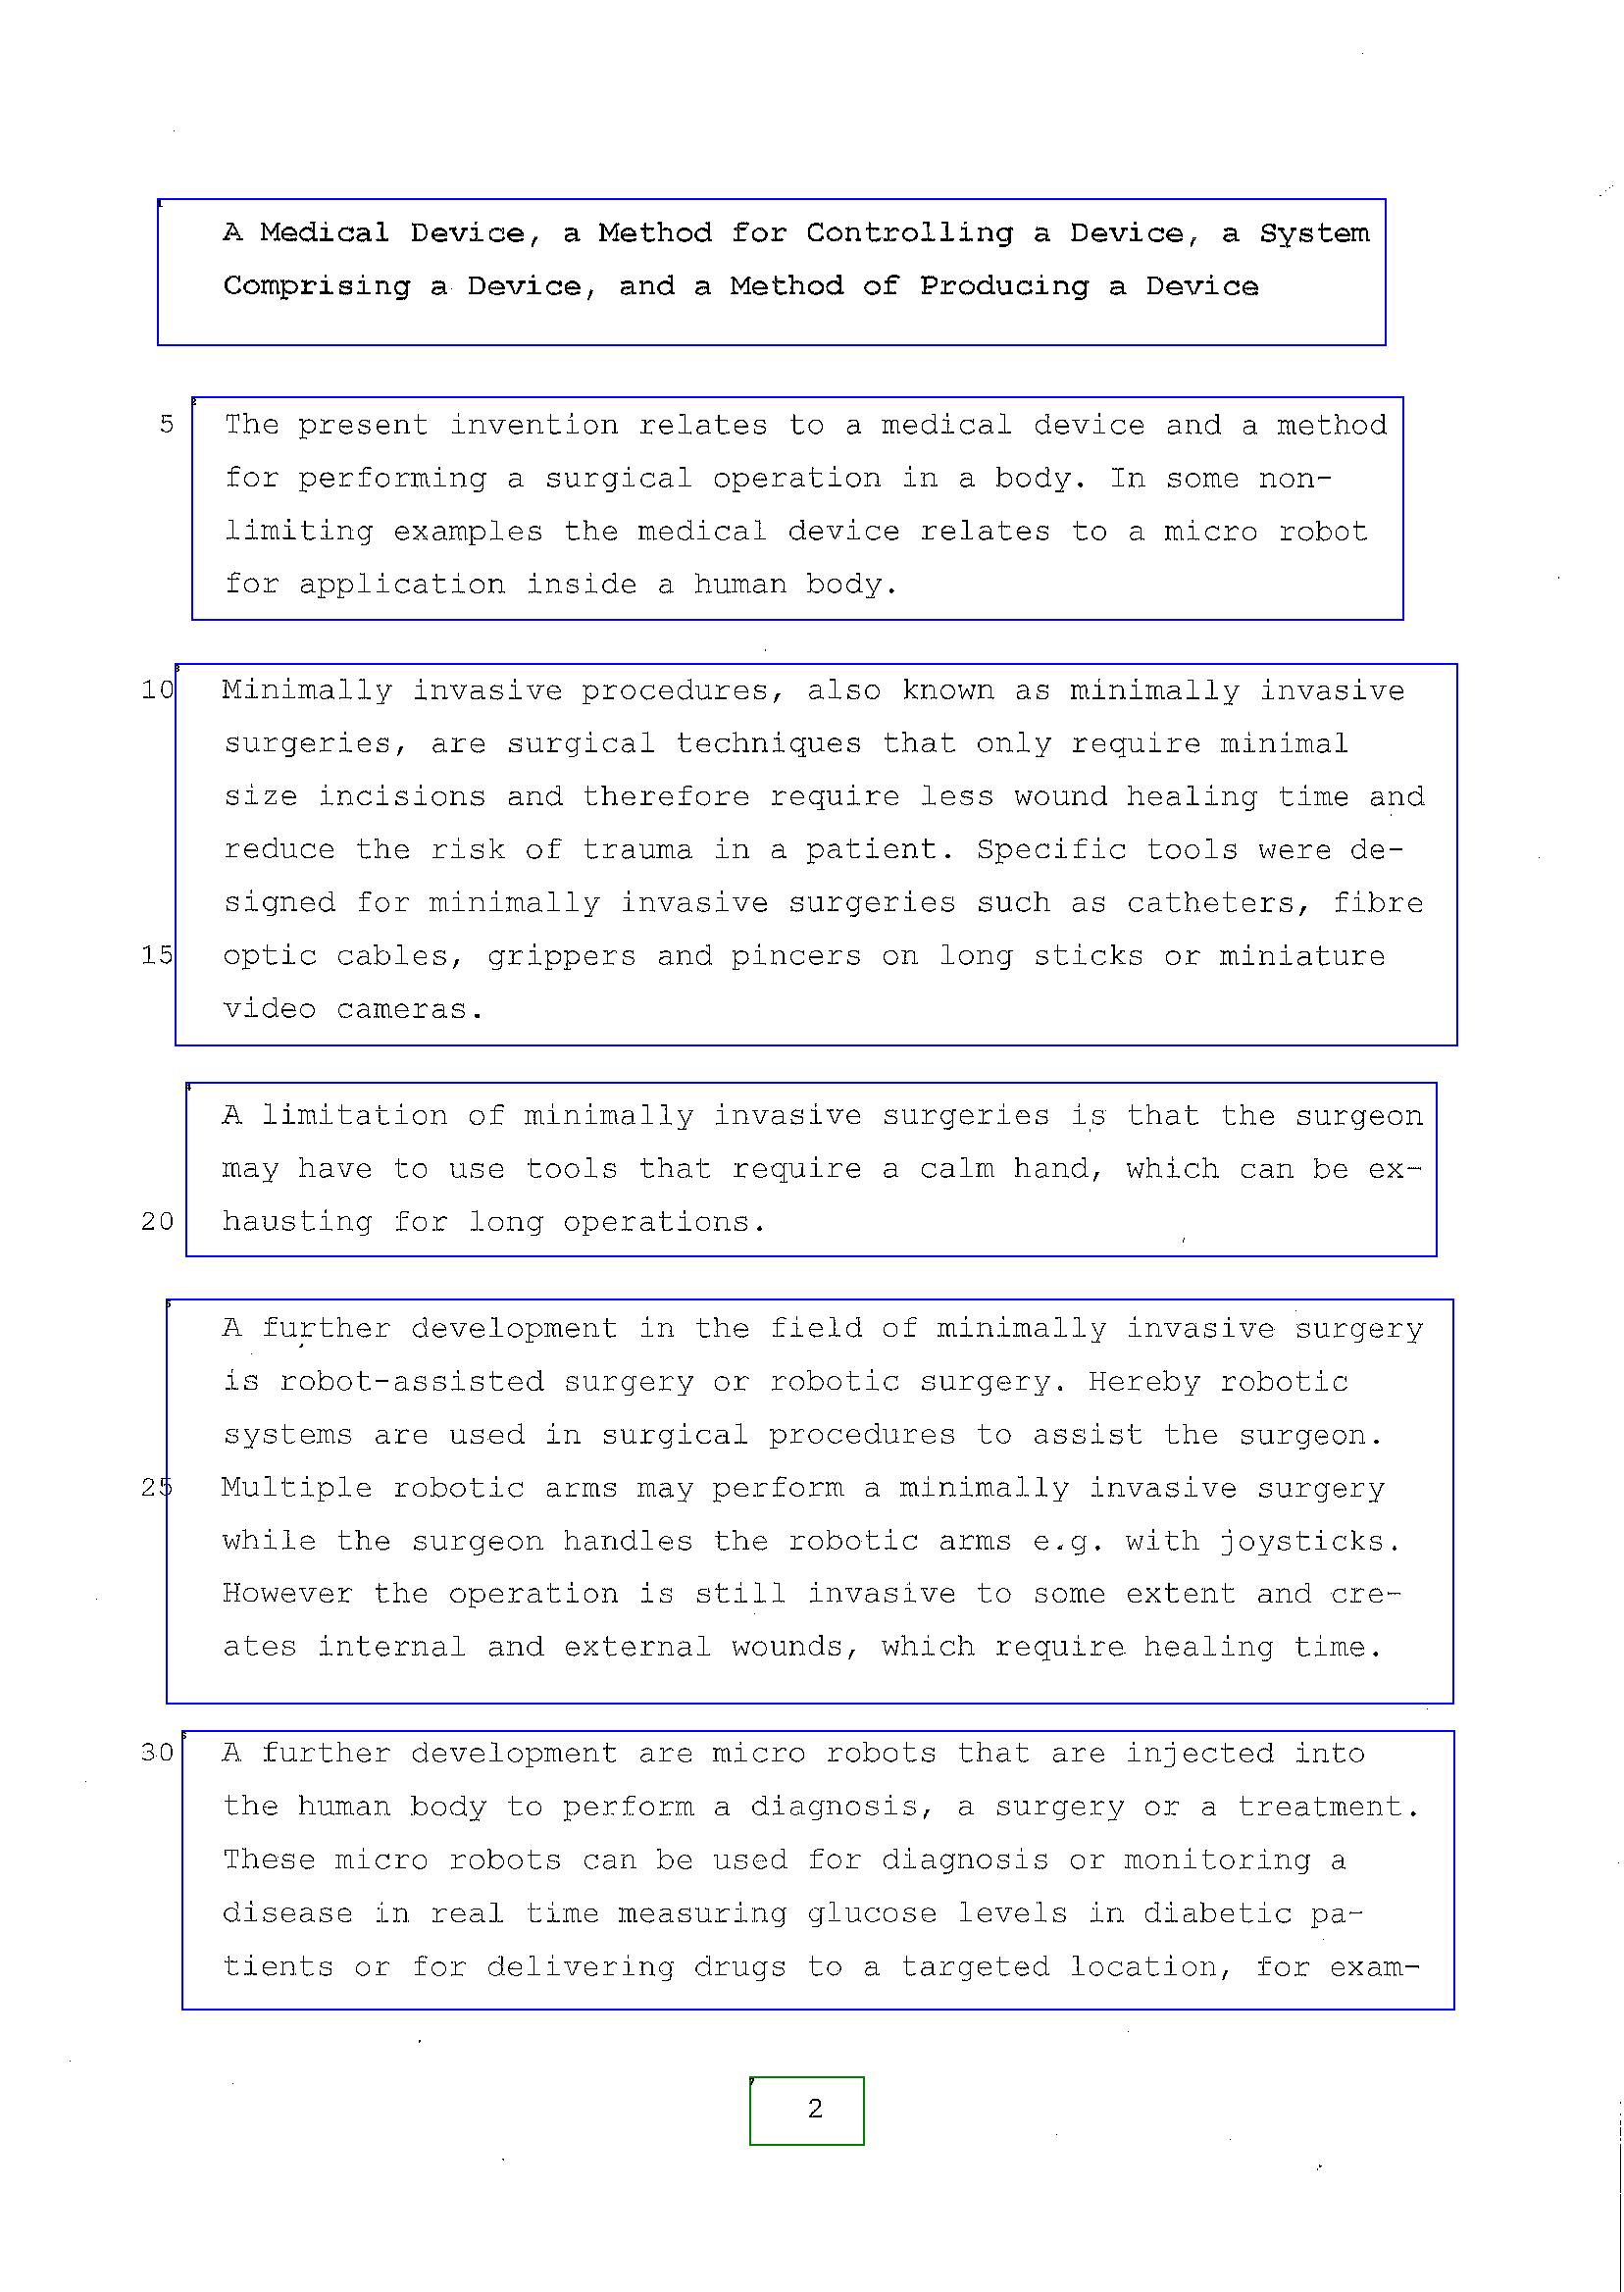 A Medical Device, a Method for Controlling a Device, a System
Comprising a Device, and a Method of Producing a Device
5 The present invention relates to a medical device and a method
for performing a surgical operation in a body. In some non-
limiting examples the medical device relates to a micro robot
for application inside a human body.
10 Minimally invasive procedures, also known as minimally invasive
surgeries, are surgical techniques that only require minimal
size incisions and therefore require less wound healing time and
reduce the risk of trauma in a patient. Specific tools were de-
signed for minimally invasive surgeries such as catheters, fibre
15 optic cables, grippers and pincers on long sticks or miniature
video cameras.
A limitation of minimally invasive surgeries is that the surgeon
may have to use tools that require a calm hand, which can be ex-
20 hausting for long operations.
A further development in the field of minimally invasive surgery
is robot-assisted surgery or robotic surgery. Hereby robotic
systems are used in surgical procedures to assist the surgeon.
25 Multiple robotic arms may perform a minimally invasive surgery
while the surgeon handles the robotic arms e.g. with joysticks.
However the operation is still invasive to some extent and cre-
ates internal and external wounds, which require healing time.
30 A further development are micro robots that are injected into
the human body to perform a diagnosis, a surgery or a treatment.
These micro robots can be used for diagnosis or monitoring a
disease in real time measuring glucose levels in diabetic pa-
tients or for delivering drugs to a targeted location, for exam-
2